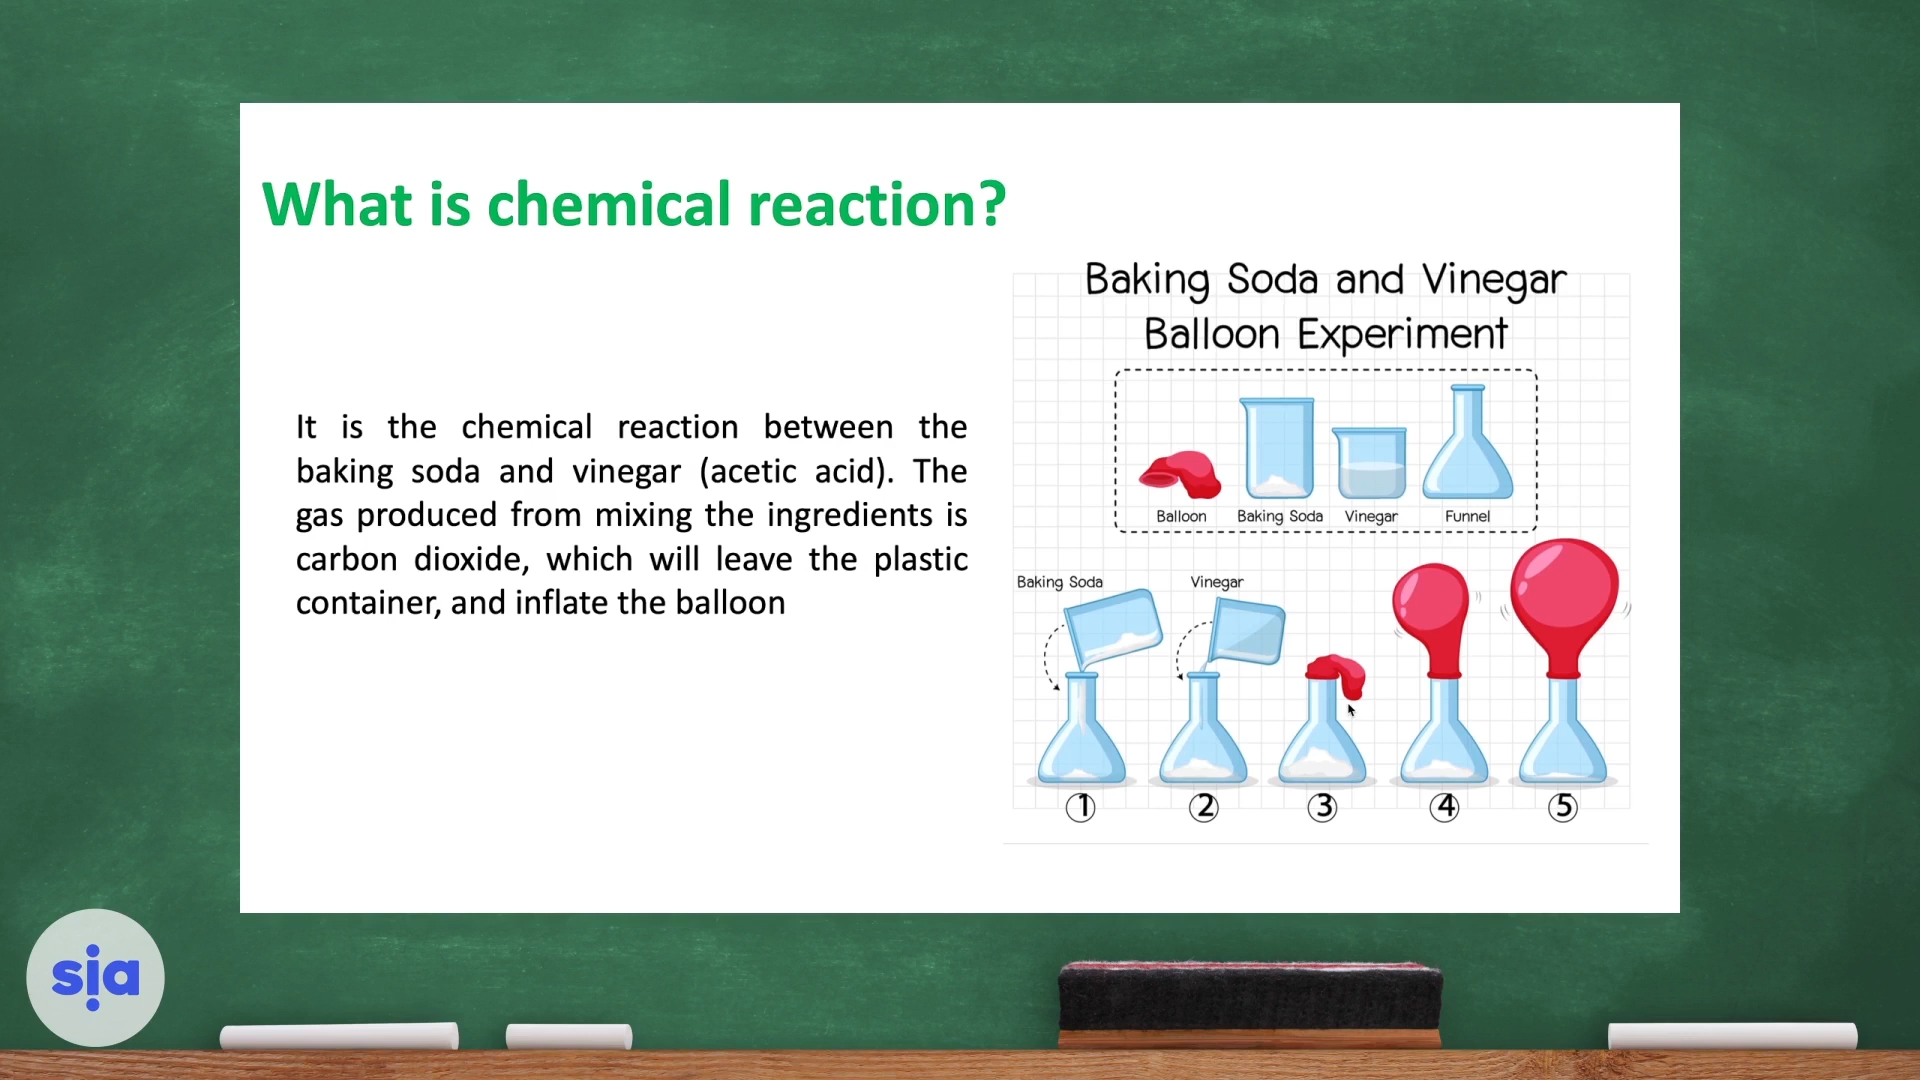 What is chemical reaction?
Baking Soda and Vinegar
Balloon Experiment
It is the chemical reaction between the
baking soda and vinegar (acetic acid). The
gas produced from mixing the ingredients is
carbon dioxide, which will leave the plastic
container, and inflate the balloon
Balloon Baking Soda Vinegar Funnel
Baking Soda Vinegar
1 2 3 4 5
sia